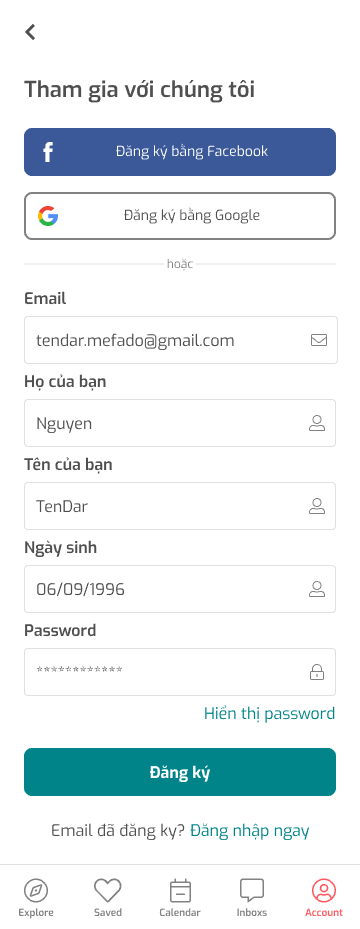 Tham gia với chúng tôi
Đăng ký bằng Facebook
Đăng ký bằng Google
hoặc
Email
tendar.mefado@gmail.com
Họ của bạn
Nguyen
Tên của bạn
TenDar
Ngày sinh
06/09/1996
Password
************
Hiển thị password
Đăng ký
Email đã đăng ky? Đăng nhập ngay
Explore Saved Calendar Inboxs Account